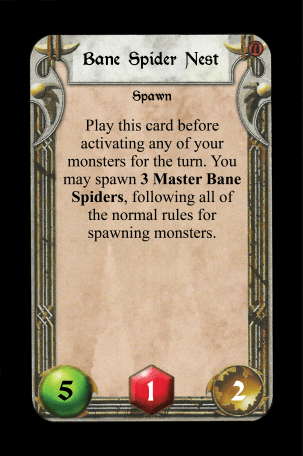 Bane Spider Nest
@
Spawn
Play this card before
activating any of your
monsters for the turn. You
may spawn 3 Master Bane
Spiders, following all of
the normal rules for
spawning monsters.
5 1 2